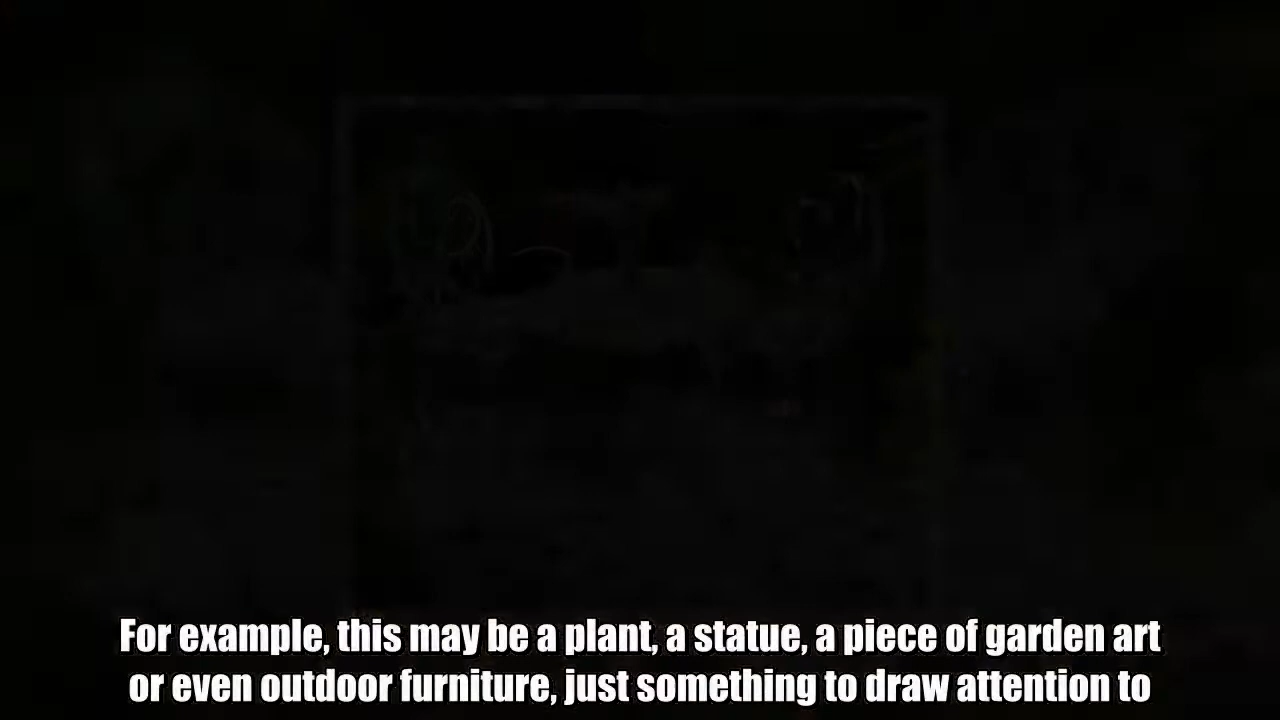 For example, this may be a plant, a statue, a piece of garden art
or even outdoor furniture, just something to draw attention to